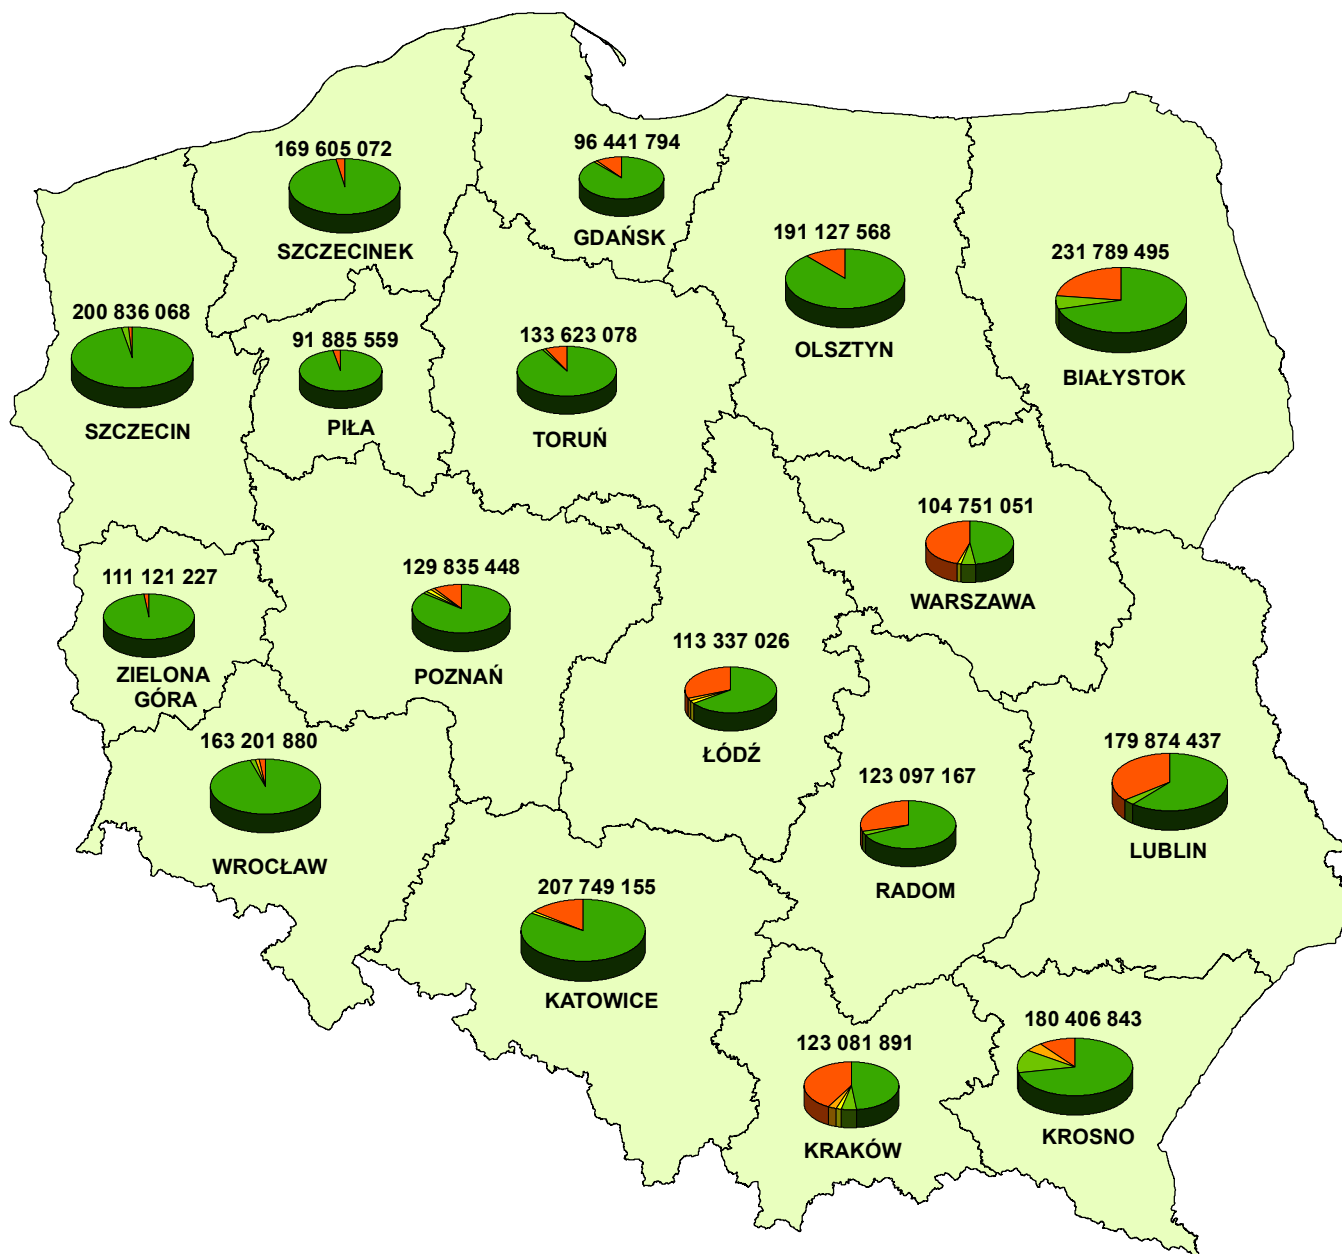 169 605 072
SZCZECINEK
96 441 794
GDAŃSK
191 127 568
OLSZTYN
231 789 495
BIAŁYSTOK
200 836 068
SZCZECIN
91 885 559
PIŁA
133 623 078
TORUŃ
104 751 051
WARSZAWA
111 121 227
ZIELONA
GÓRA
129 835 448
POZNAŃ
113 337 026
ŁÓDŹ
163 201 880
WROCŁAW
123 097 167
RADOM
179 874 437
LUBLIN
207 749 155
KATOWICE
123 081 891
KRAKÓW
180 406 843
KROSNO